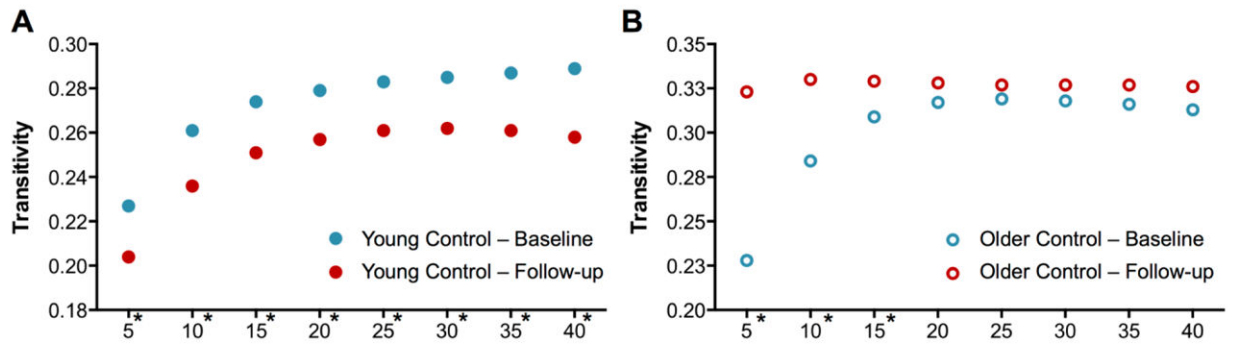 A
Transitivity
0.30
0.28
0.26
0.24
0.22
0.20
0.18
Young Control – Baseline
Young Control – Follow-up
5* 10* 15* 20* 25* 30* 35* 40*
B
Transitivity
0.35
0.33
0.30
0.28
0.25
0.23
0.20
Older Control – Baseline
Older Control – Follow-up
5* 10* 15* 20 25 30 35 40